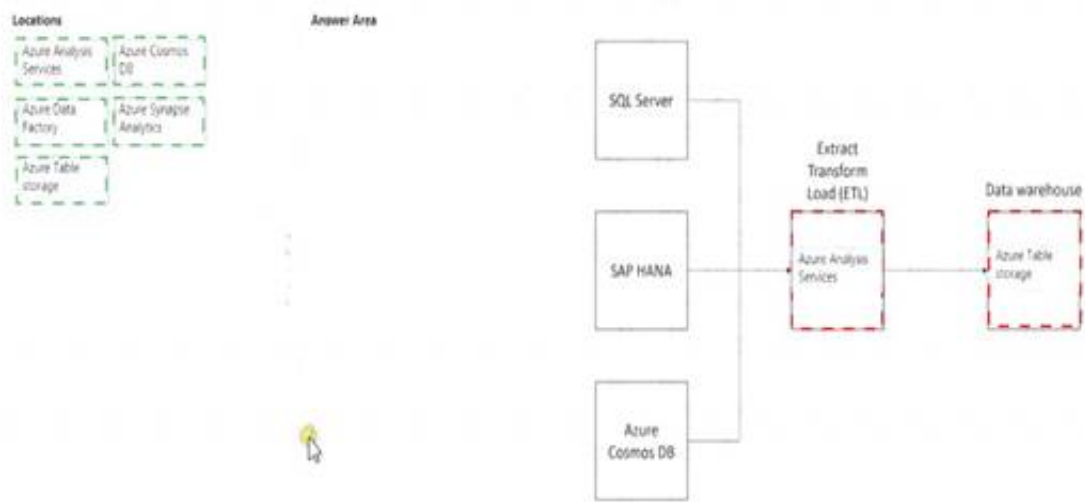 Locations
Answer Area
Azure Analysis
Services
Azure Cosmos
DB
Azure Data
Factory
Azure Synapse
Analytics
Azure Table
storage
SQL Server
SAP HANA
Azure
Cosmos DB
Extract
Transform
Load (ETL)
Azure Analysis
Services
Data warehouse
Azure Table
storage